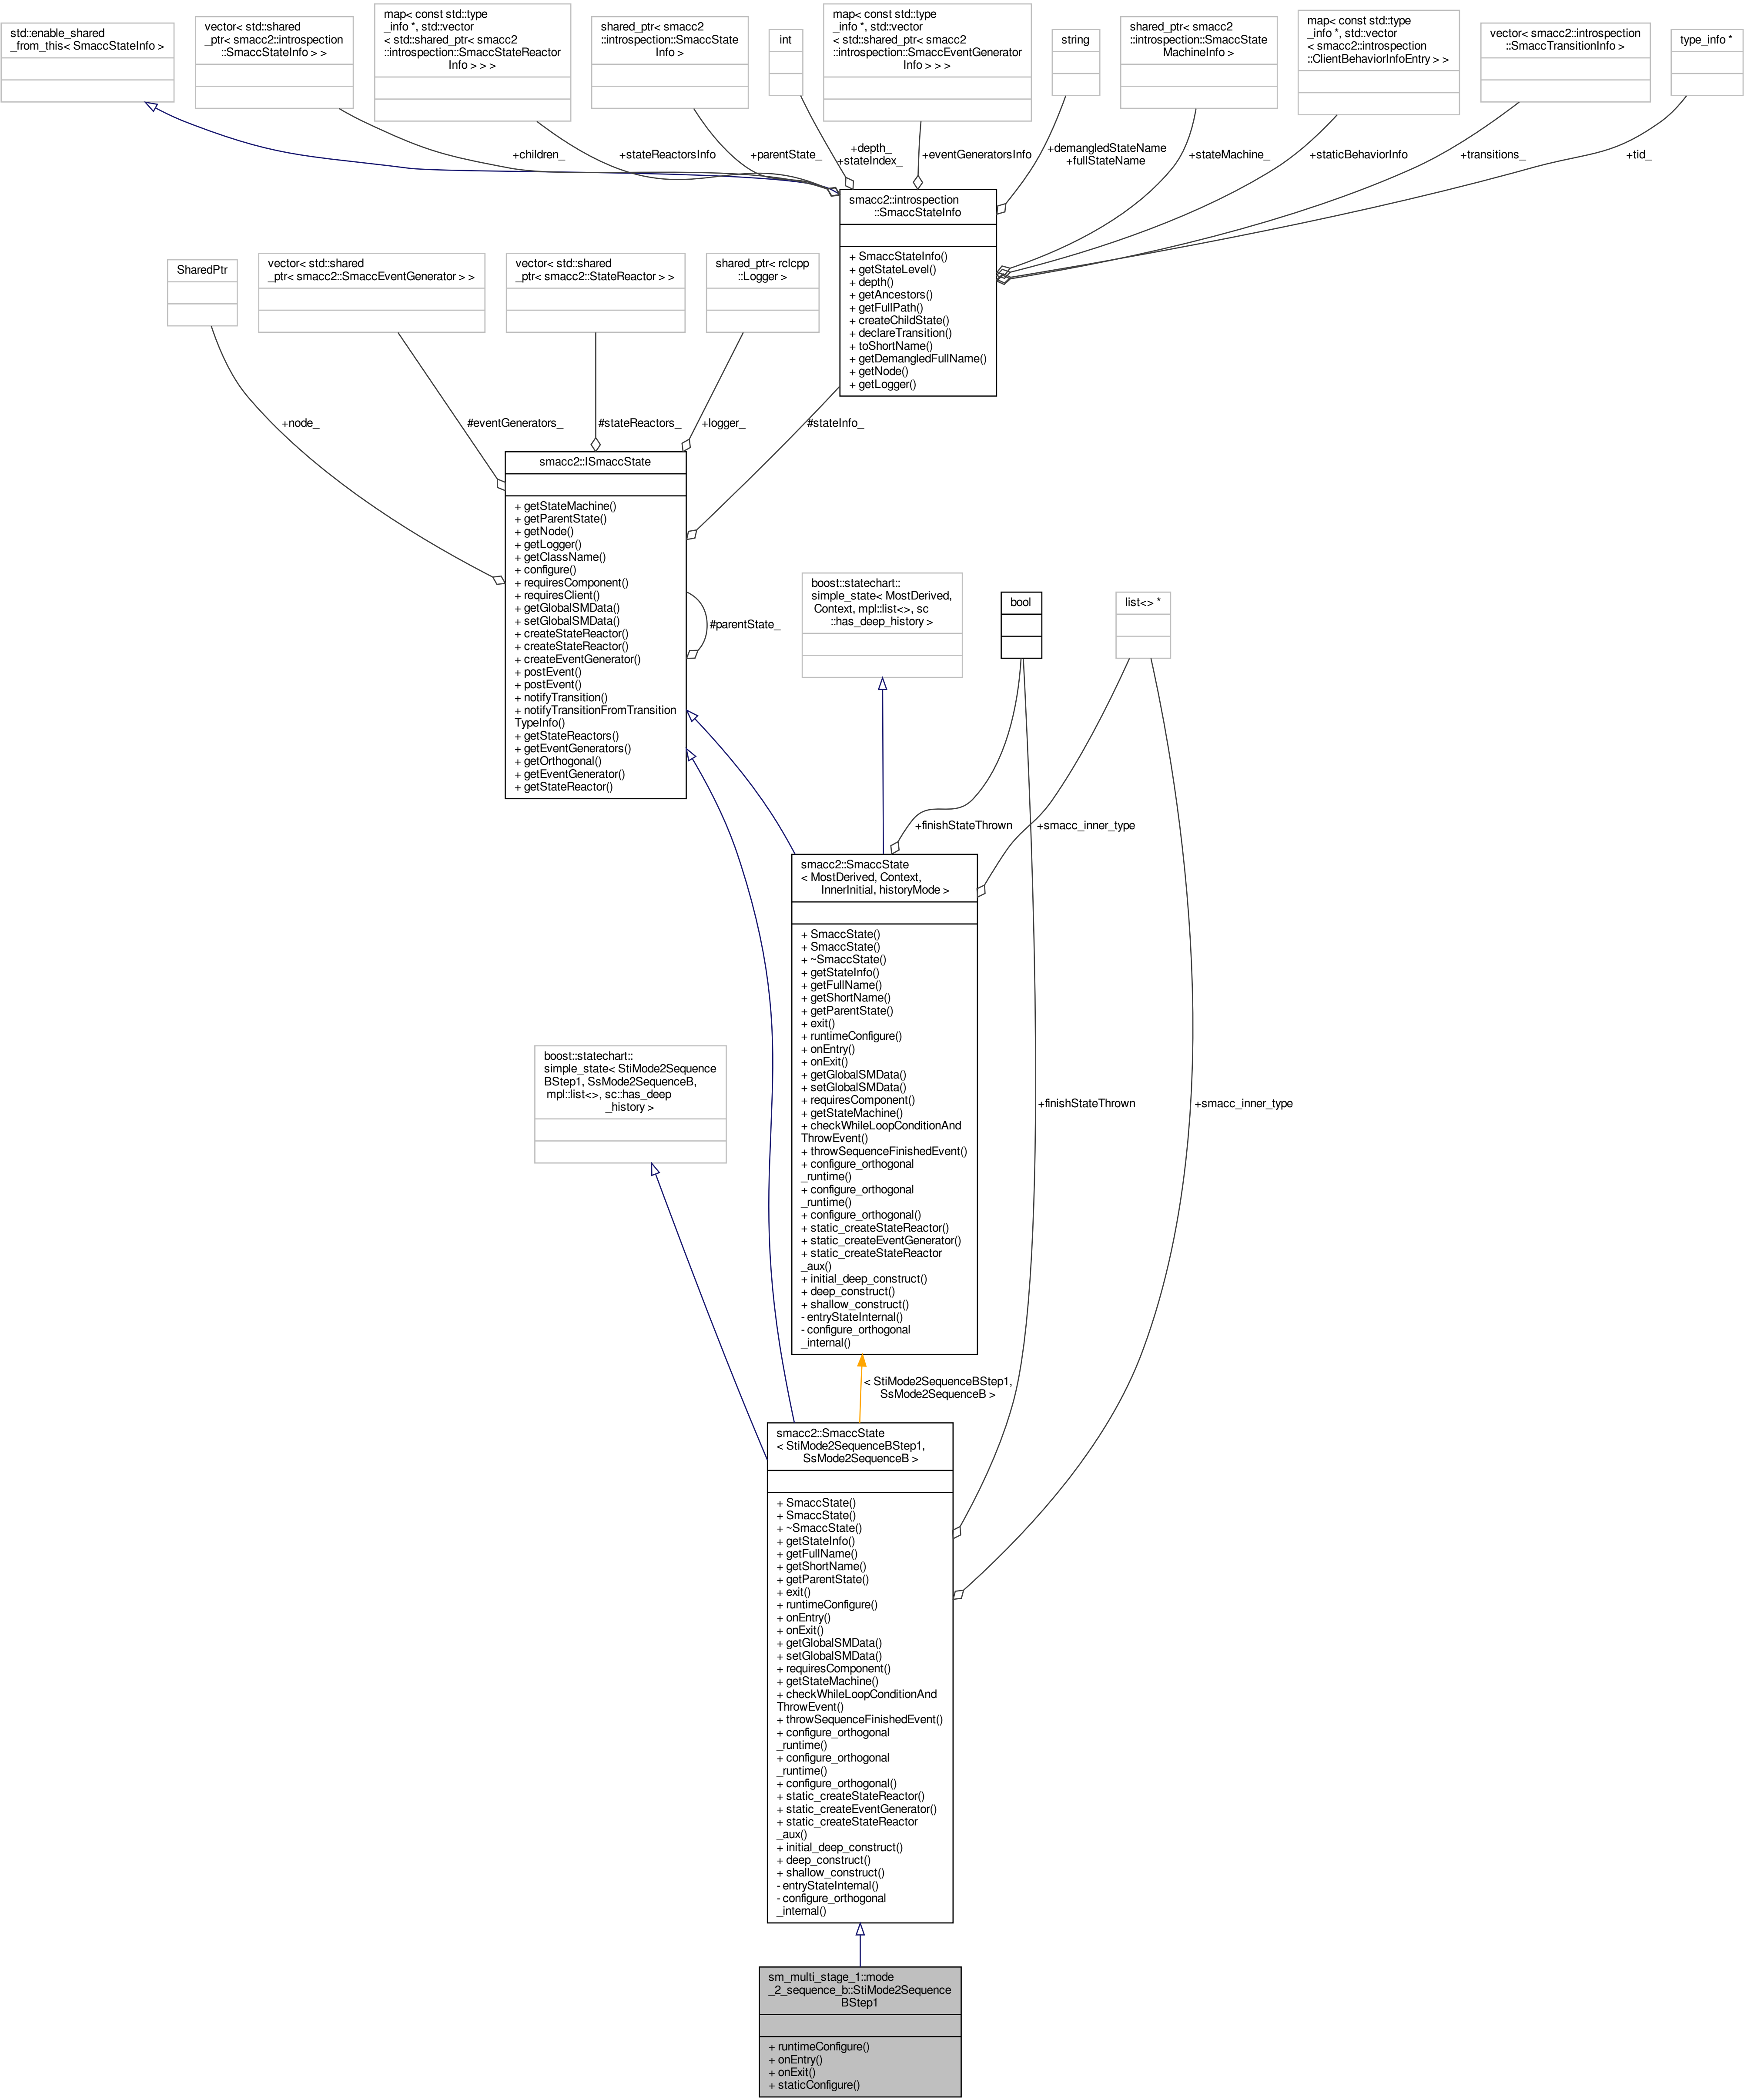 std::enable_shared
_from_this< SmaccStateInfo >
vector< std::shared
_ptr< smacc2::introspection
::SmaccStateInfo > >
map< const std::type
_info *, std::vector
< std::shared_ptr< smacc2
::introspection::SmaccStateReactor
Info > > >
shared_ptr< smacc2
::introspection::SmaccState
Info >
int
map< const std::type
_info *, std::vector
< std::shared_ptr< smacc2
::introspection::SmaccEventGenerator
Info > > >
string
shared_ptr< smacc2
::introspection::SmaccState
MachineInfo >
map< const std::type
_info *, std::vector
< smacc2::introspection
::ClientBehaviorInfoEntry > >
vector< smacc2::introspection
::SmaccTransitionInfo >
type_info *
+children_
+stateReactorsInfo
+parentState_
+depth_
+stateIndex_
+eventGeneratorsInfo
+demangledStateName
+fullStateName
+stateMachine_
+staticBehaviorInfo
+transitions_
+tid_
smacc2::introspection
::SmaccStateInfo
+ SmaccStateInfo()
+ getStateLevel()
+ depth()
+ getAncestors()
+ getFullPath()
+ createChildState()
+ declareTransition()
+ toShortName()
+ getDemangledFullName()
+ getNode()
+ getLogger()
SharedPtr
vector< std::shared
_ptr< smacc2::SmaccEventGenerator > >
vector< std::shared
_ptr< smacc2::StateReactor > >
shared_ptr< rclcpp
::Logger >
+node_
#eventGenerators_
#stateReactors_
+logger_
#stateInfo_
smacc2::ISmaccState
+ getStateMachine()
+ getParentState()
+ getNode()
+ getLogger()
+ getClassName()
+ configure()
+ requiresComponent()
+ requiresClient()
+ getGlobalSMData()
+ setGlobalSMData()
+ createStateReactor()
+ createStateReactor()
+ createEventGenerator()
+ postEvent()
+ postEvent()
+ notifyTransition()
+ notifyTransitionFromTransition
TypeInfo()
+ getStateReactors()
+ getEventGenerators()
+ getOrthogonal()
+ getEventGenerator()
+ getStateReactor()
#parentState_
boost::statechart::
simple_state< MostDerived,
Context, mpl::list<>, sc
::has_deep_history >
bool
list<> *
+finishStateThrown
+smacc_inner_type
smacc2::SmaccState
< MostDerived, Context,
InnerInitial, historyMode >
+ SmaccState()
+ SmaccState()
+ ~SmaccState()
+ getStateInfo()
+ getFullName()
+ getShortName()
+ getParentState()
+ exit()
+ runtimeConfigure()
+ onEntry()
+ onExit()
+ getGlobalSMData()
+ setGlobalSMData()
+ requiresComponent()
+ getStateMachine()
+ checkWhileLoopConditionAnd
ThrowEvent()
+ throwSequenceFinishedEvent()
+ configure_orthogonal
_runtime()
+ configure_orthogonal
_runtime()
+ configure_orthogonal()
+ static_createStateReactor()
+ static_createEventGenerator()
+ static_createStateReactor
_aux()
+ initial_deep_construct()
+ deep_construct()
+ shallow_construct()
- entryStateInternal()
- configure_orthogonal
_internal()
boost::statechart::
simple_state< StiMode2Sequence
BStep1, SsMode2SequenceB,
mpl::list<>, sc::has_deep
_history >
+finishStateThrown
+smacc_inner_type
< StiMode2SequenceBStep1,
SsMode2SequenceB >
smacc2::SmaccState
< StiMode2SequenceBStep1,
SsMode2SequenceB >
+ SmaccState()
+ SmaccState()
+ ~SmaccState()
+ getStateInfo()
+ getFullName()
+ getShortName()
+ getParentState()
+ exit()
+ runtimeConfigure()
+ onEntry()
+ onExit()
+ getGlobalSMData()
+ setGlobalSMData()
+ requiresComponent()
+ getStateMachine()
+ checkWhileLoopConditionAnd
ThrowEvent()
+ throwSequenceFinishedEvent()
+ configure_orthogonal
_runtime()
+ configure_orthogonal
_runtime()
+ configure_orthogonal()
+ static_createStateReactor()
+ static_createEventGenerator()
+ static_createStateReactor
_aux()
+ initial_deep_construct()
+ deep_construct()
+ shallow_construct()
- entryStateInternal()
- configure_orthogonal
_internal()
sm_multi_stage_1::mode
_2_sequence_b::StiMode2Sequence
BStep1
+ runtimeConfigure()
+ onEntry()
+ onExit()
+ staticConfigure()